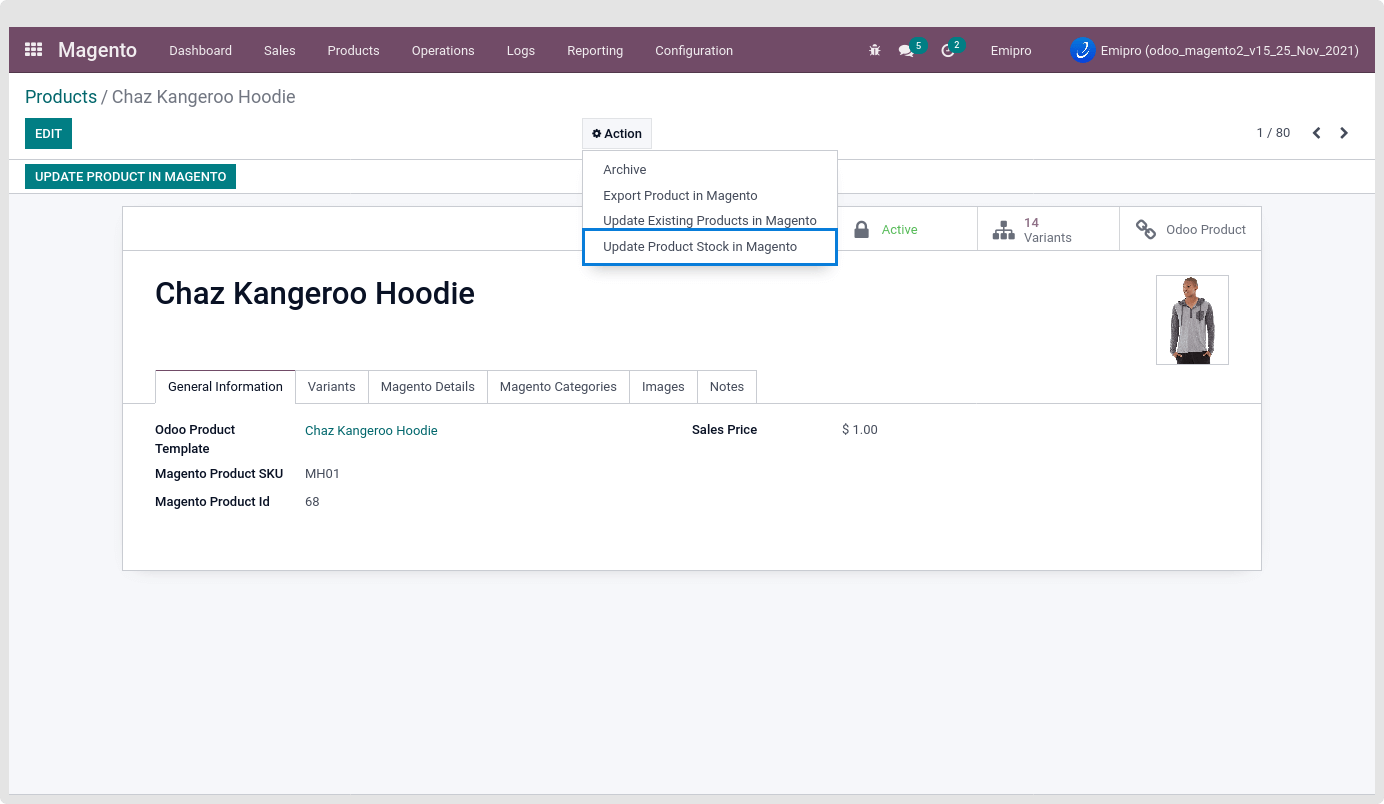 Magento Dashboard Sales Products Operations Logs Reporting Configuration 5 2 Emipro Emipro (odoo_magento2_v15_25_Nov_2021)
Products / Chaz Kangeroo Hoodie
EDIT Action 1 / 80
UPDATE PRODUCT IN MAGENTO
Archive
Export Product in Magento
Update Existing Products in Magento
Update Product Stock in Magento
Active
14
Variants
Odoo Product
Chaz Kangeroo Hoodie
General Information Variants Magento Details Magento Categories Images Notes
Odoo Product
Template
Chaz Kangeroo Hoodie
Sales Price $ 1.00
Magento Product SKU MH01
Magento Product Id 68